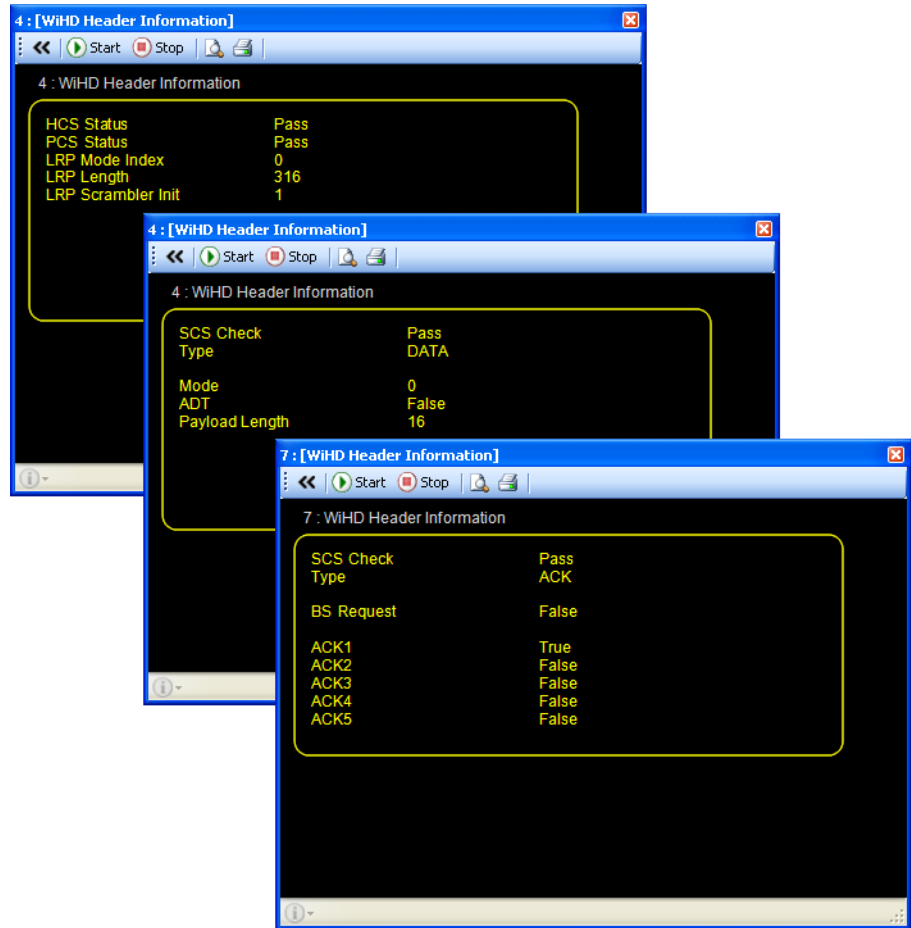 4 : [WiHD Header Information]
Start Stop
4 : WiHD Header Information
HCS Status Pass
PCS Status Pass
LRP Mode Index 0
LRP Length 316
LRP Scrambler Init 1
4 : [WiHD Header Information]
Start Stop
4 : WiHD Header Information
SCS Check Pass
Type DATA
Mode 0
ADT False
Payload Length 16
7 : [WiHD Header Information]
Start Stop
7 : WiHD Header Information
SCS Check Pass
Type ACK
BS Request False
ACK1 True
ACK2 False
ACK3 False
ACK4 False
ACK5 False